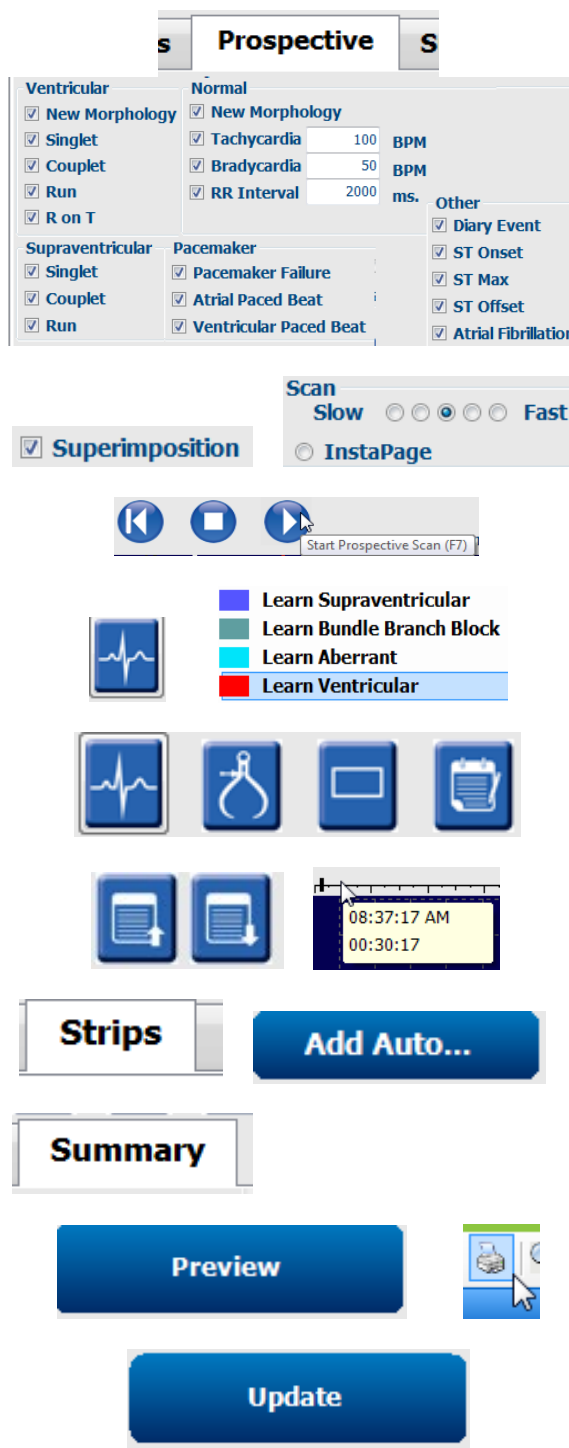 s Prospective S
Ventricular
New Morphology
Singlet
Couplet
Run
R on T
Normal
New Morphology
Tachycardia 100 BPM
Bradycardia 50 BPM
RR Interval 2000 ms.
Supraventricular
Singlet
Couplet
Run
Pacemaker
Pacemaker Failure
Atrial Paced Beat
Ventricular Paced Beat
Other
Diary Event
ST Onset
ST Max
ST Offset
Atrial Fibrillation
Superimposition
Scan
Slow Fast
InstaPage
Start Prospective Scan (F7)
Learn Supraventricular
Learn Bundle Branch Block
Learn Aberrant
Learn Ventricular
08:37:17 AM
00:30:17
Strips
Add Auto...
Summary
Preview
Update